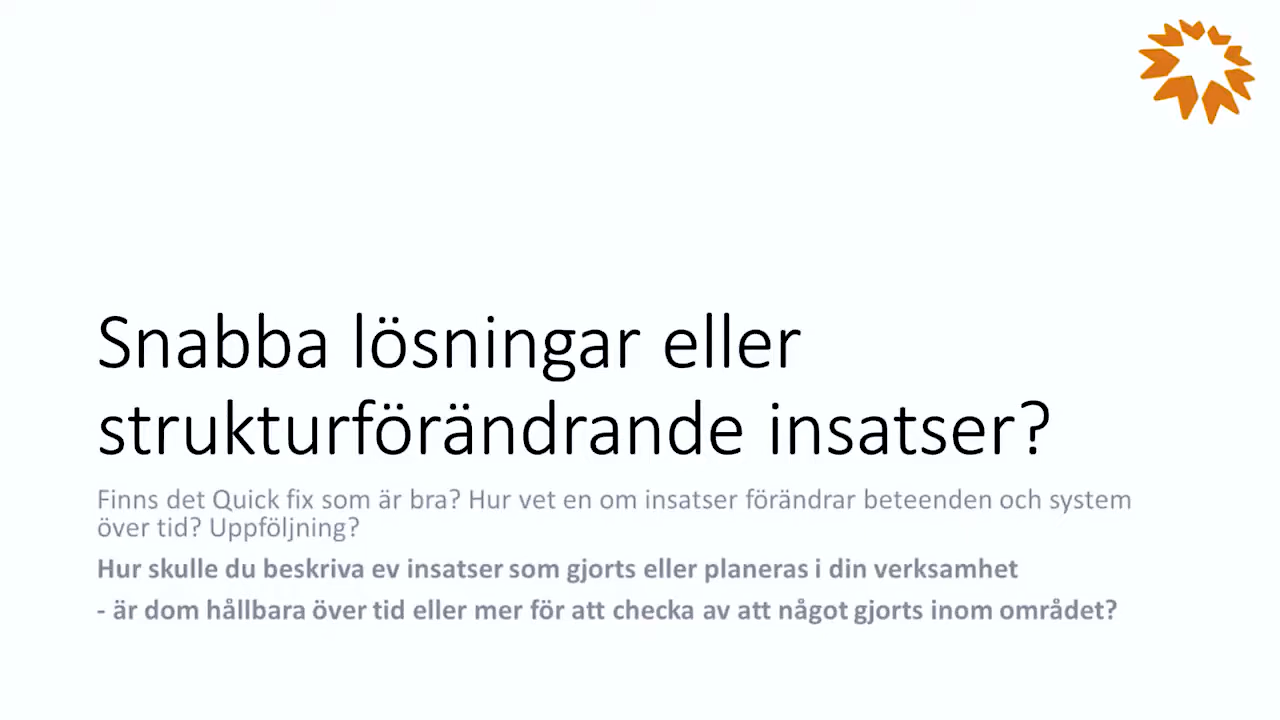 Snabba lösningar eller
strukturförändrande insatser?
Finns det Quick fix som är bra? Hur vet en om insatser förändrar beteenden och system
över tid? Uppföljning?
Hur skulle du beskriva ev insatser som gjorts eller planeras i din verksamhet
- är dom hållbara över tid eller mer för att checka av att något gjorts inom området?